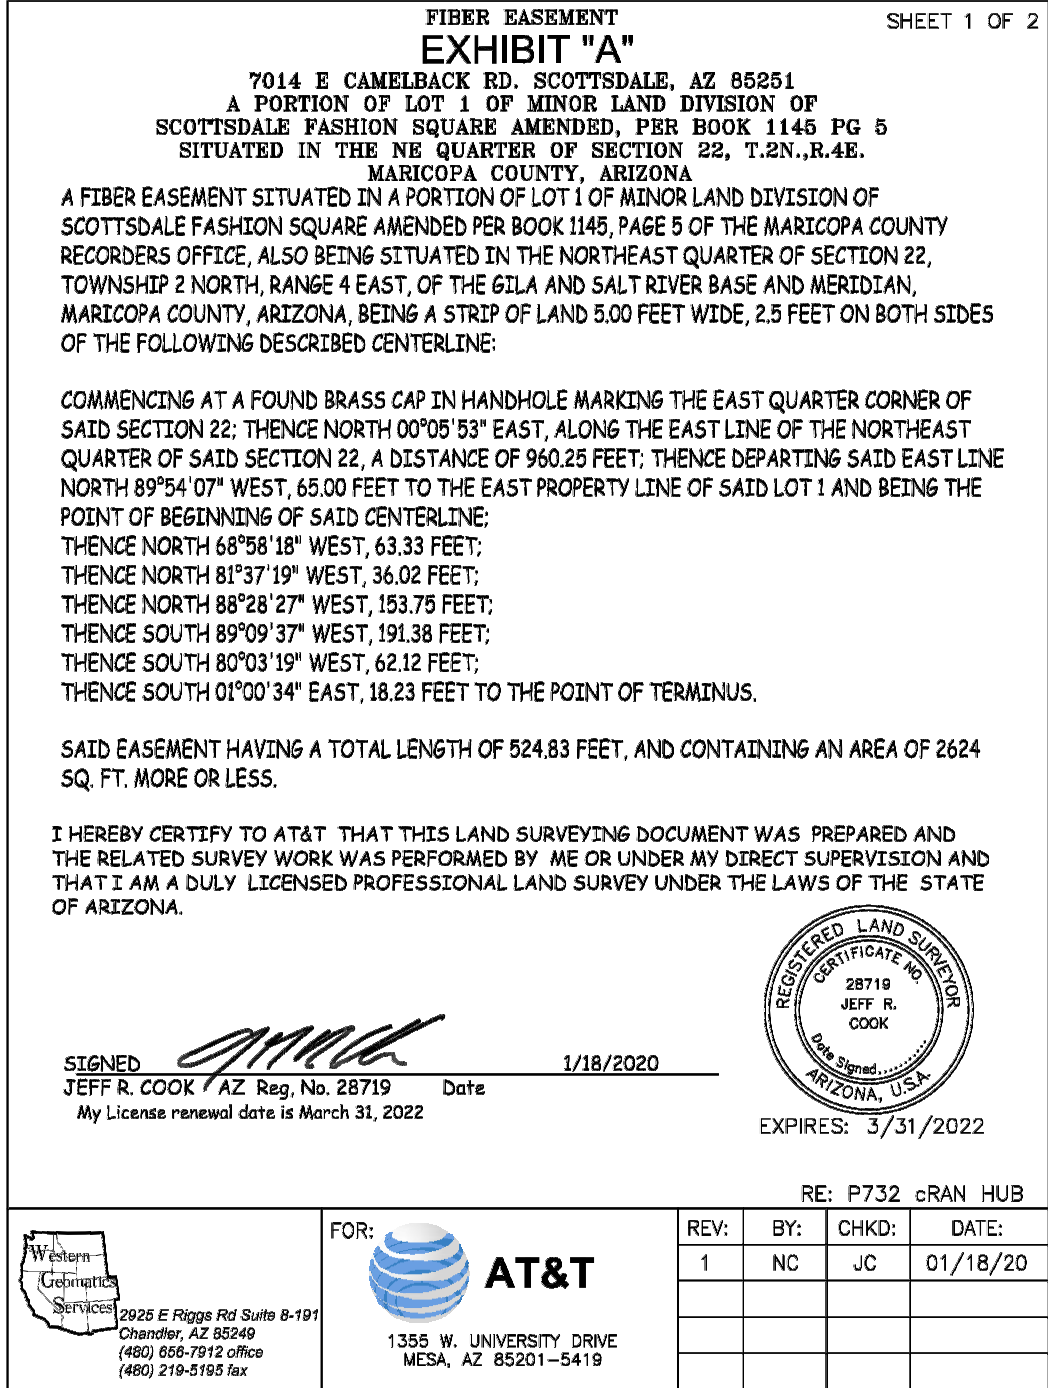 FIBER EASEMENT
SHEET 1 OF 2
EXHIBIT "A"
7014 E CAMELBACK RD. SCOTTSDALE, AZ 85251
A PORTION OF LOT 1 OF MINOR LAND DIVISION OF
SCOTTSDALE FASHION SQUARE AMENDED, PER BOOK 1145 PG 5
SITUATED IN THE NE QUARTER OF SECTION 22, T.2N.,R.4E.
MARICOPA COUNTY, ARIZONA
A FIBER EASEMENT SITUATED IN A PORTION OF LOT 1 OF MINOR LAND DIVISION OF
SCOTTSDALE FASHION SQUARE AMENDED PER BOOK 1145, PAGE 5 OF THE MARICOPA COUNTY
RECORDERS OFFICE, ALSO BEING SITUATED IN THE NORTHEAST QUARTER OF SECTION 22,
TOWNSHIP 2 NORTH, RANGE 4 EAST, OF THE GILA AND SALT RIVER BASE AND MERIDIAN,
MARICOPA COUNTY, ARIZONA, BEING A STRIP OF LAND 5.00 FEET WIDE, 2.5 FEET ON BOTH SIDES
OF THE FOLLOWING DESCRIBED CENTERLINE:
COMMENCING AT A FOUND BRASS CAP IN HANDHOLE MARKING THE EAST QUARTER CORNER OF
SAID SECTION 22; THENCE NORTH 00°05'53" EAST, ALONG THE EAST LINE OF THE NORTHEAST
QUARTER OF SAID SECTION 22, A DISTANCE OF 960.25 FEET; THENCE DEPARTING SAID EAST LINE
NORTH 89°54'07" WEST, 65.00 FEET TO THE EAST PROPERTY LINE OF SAID LOT 1 AND BEING THE
POINT OF BEGINNING OF SAID CENTERLINE;
THENCE NORTH 68°58'18" WEST, 63.33 FEET;
THENCE NORTH 81°37'19" WEST, 36.02 FEET;
THENCE NORTH 88°28'27" WEST, 153.75 FEET;
THENCE SOUTH 89°09'37" WEST, 191.38 FEET;
THENCE SOUTH 80°03'19" WEST, 62.12 FEET;
THENCE SOUTH 01°00'34" EAST, 18.23 FEET TO THE POINT OF TERMINUS.
SAID EASEMENT HAVING A TOTAL LENGTH OF 524.83 FEET, AND CONTAINING AN AREA OF 2624
SQ. FT. MORE OR LESS.
I HEREBY CERTIFY TO AT&T THAT THIS LAND SURVEYING DOCUMENT WAS PREPARED AND
THE RELATED SURVEY WORK WAS PERFORMED BY ME OR UNDER MY DIRECT SUPERVISION AND
THAT I AM A DULY LICENSED PROFESSIONAL LAND SURVEY UNDER THE LAWS OF THE STATE
OF ARIZONA.
REGISTERED LAND SURVEYOR
CERTIFICATE NO.
28719
JEFF R.
COOK
Date Signed..........
ARIZONA, U.S.A.
EXPIRES: 3/31/2022
SIGNED 1/18/2020
JEFF R. COOK AZ Reg, No. 28719 Date
My License renewal date is March 31, 2022
RE: P732 cRAN HUB
Western
Geomatics
Services
2925 E Riggs Rd Suite 8-191
Chandler, AZ 85249
(480) 656-7912 office
(480) 219-5195 fax
FOR:
AT&T
1355 W. UNIVERSITY DRIVE
MESA, AZ 85201-5419
REV: BY: CHKD: DATE:
1 NC JC 01/18/20